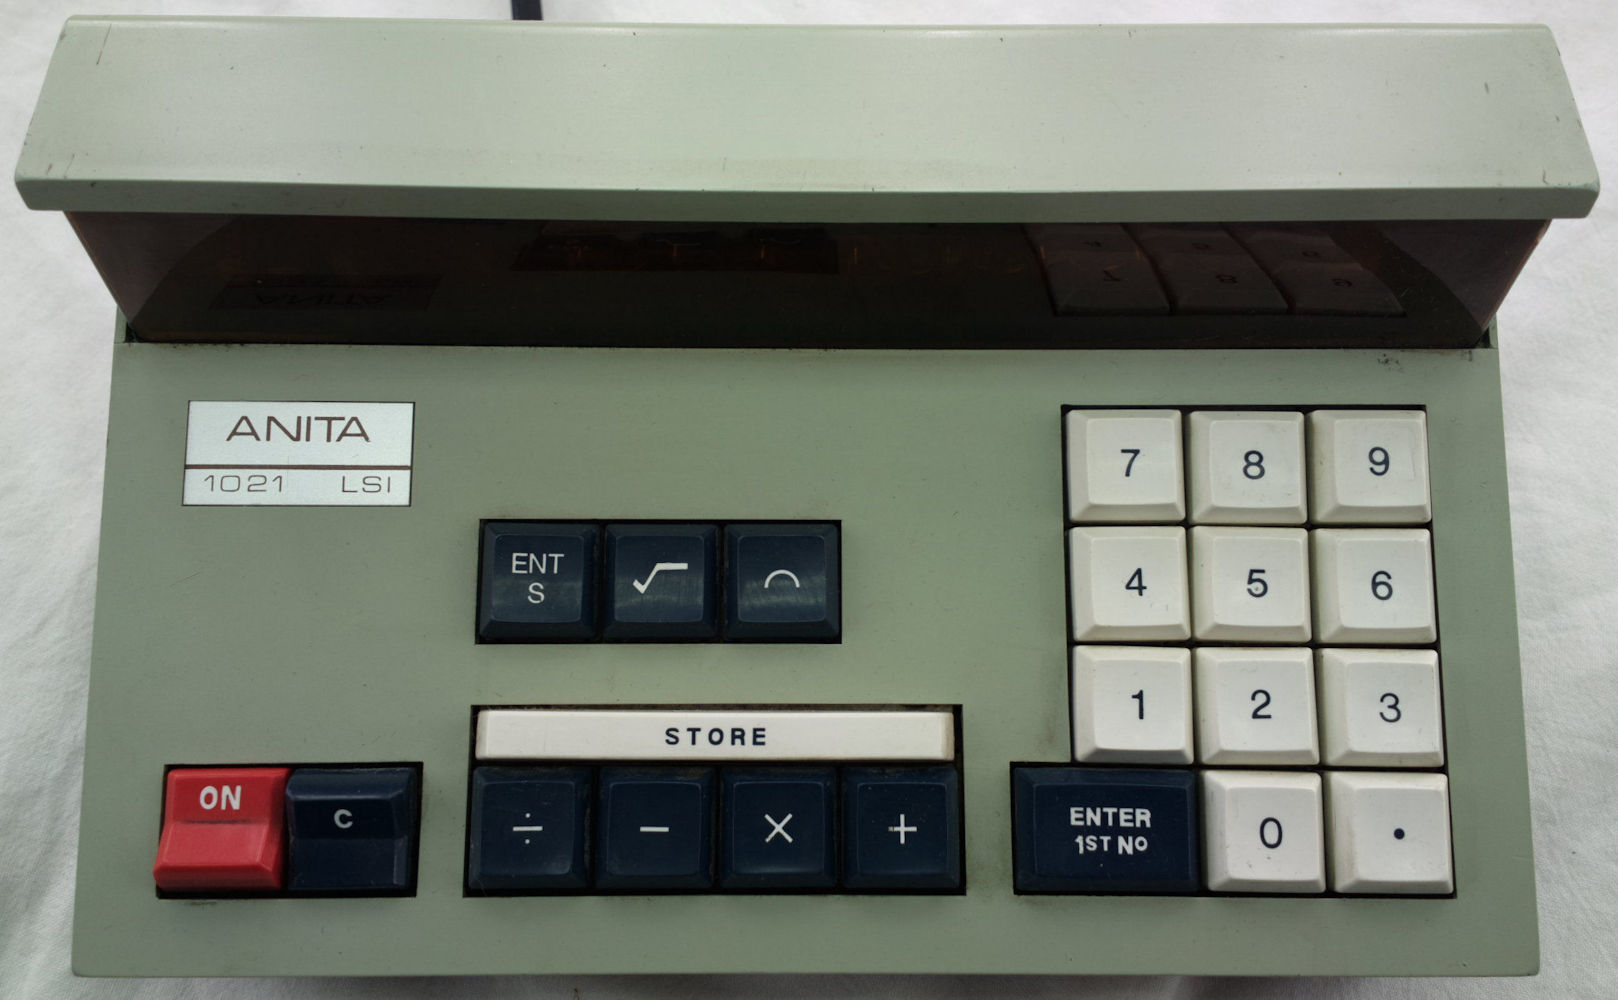 ANITA
1021 LSI
7 8 9
ENT
S
√
4 5 6
STORE
1 2 3
ON
C
÷ − × +
ENTER
1ST NO
0 .